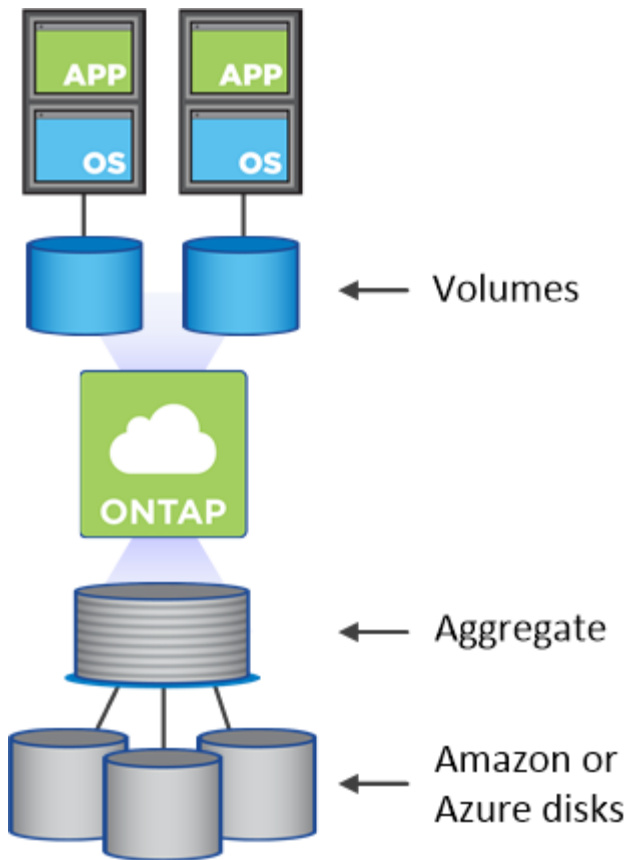 APP
APP
OS
OS
Volumes
ONTAP
Aggregate
Amazon or
Azure disks